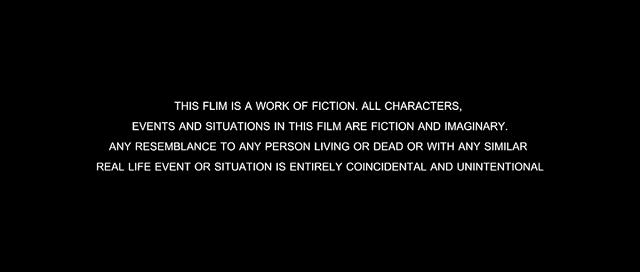 THIS FLIM IS A WORK OF FICTION. ALL CHARACTERS,
EVENTS AND SITUATIONS IN THIS FILM ARE FICTION AND IMAGINARY.
ANY RESEMBLANCE TO ANY PERSON LIVING OR DEAD OR WITH ANY SIMILAR
REAL LIFE EVENT OR SITUATION IS ENTIRELY COINCIDENTAL AND UNINTENTIONAL